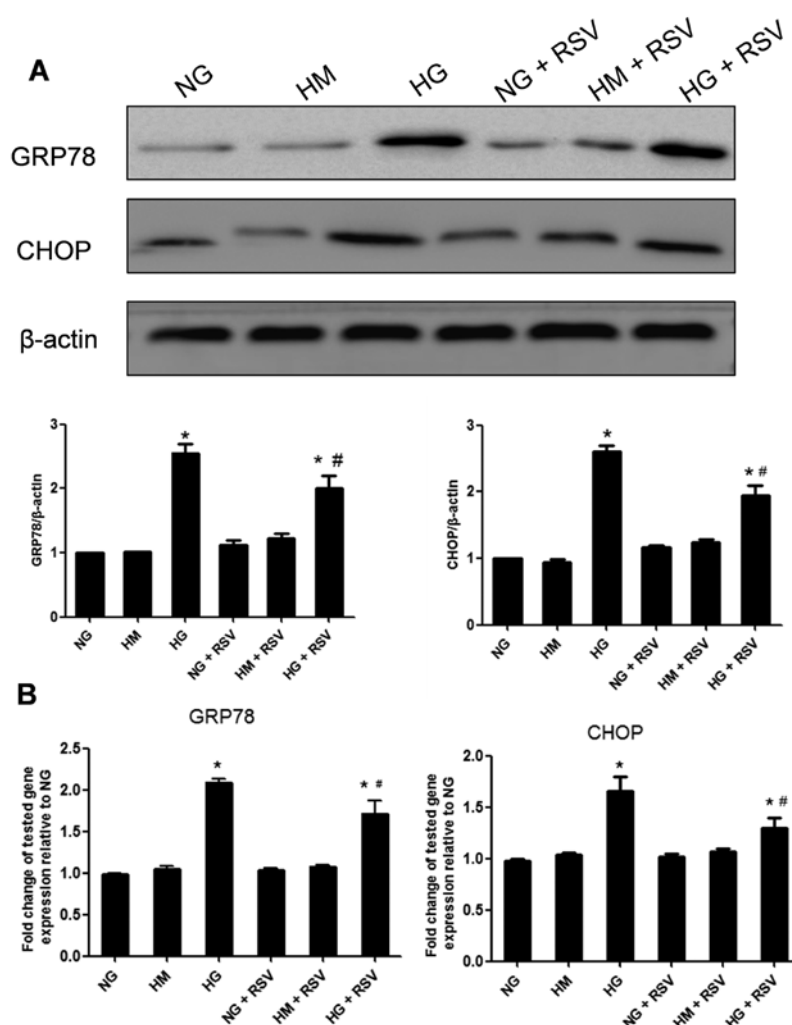 A
NG
HM
HG
NG + RSV
HM + RSV
HG + RSV
GRP78
CHOP
β-actin
GRP78/β-actin
3
2
1
0
*
* #
NG
HM
HG
NG + RSV
HM + RSV
HG + RSV
CHOP/β-actin
3
2
1
0
*
* #
NG
HM
HG
NG + RSV
HM + RSV
HG + RSV
B
GRP78
Fold change of tested gene
expression relative to NG
2.5
2.0
1.5
1.0
0.5
0.0
*
* #
NG
HM
HG
NG + RSV
HM + RSV
HG + RSV
CHOP
Fold change of tested gene
expression relative to NG
2.0
1.5
1.0
0.5
0.0
*
* #
NG
HM
HG
NG + RSV
HM + RSV
HG + RSV